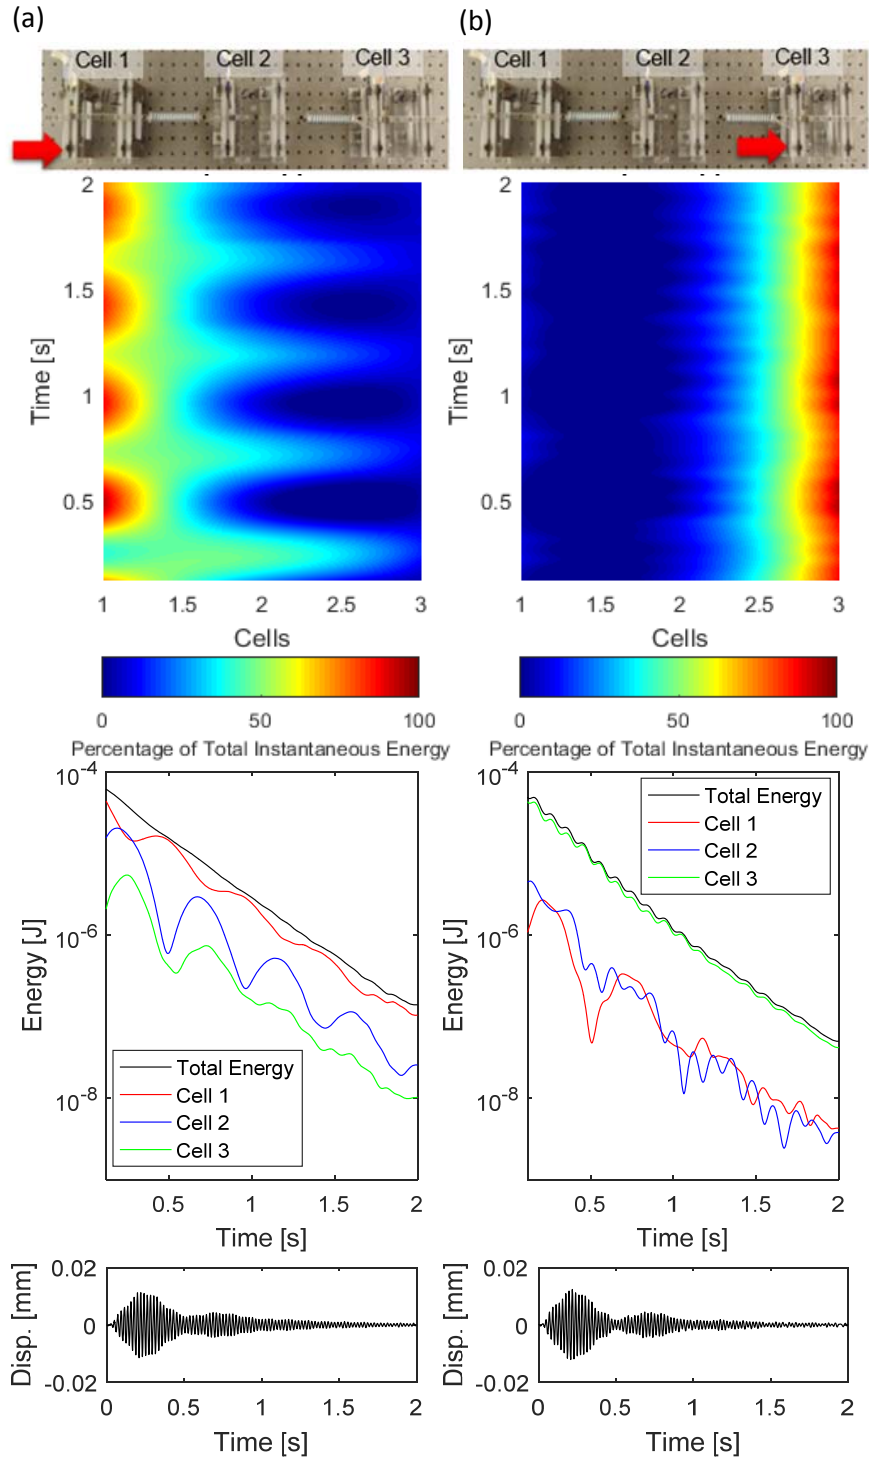 (a)
(b)
Cell 1
Cell 2
Cell 3
Cell 1
Cell 2
Cell 3
2
1.5
1
0.5
Time [s]
1
1.5
2
2.5
3
Cells
0
50
100
Percentage of Total Instantaneous Energy
2
1.5
1
0.5
Time [s]
1
1.5
2
2.5
3
Cells
0
50
100
Percentage of Total Instantaneous Energy
10-4
10-6
10-8
Energy [J]
Total Energy
Cell 1
Cell 2
Cell 3
0.5
1
1.5
2
Time [s]
10-4
10-6
10-8
Energy [J]
Total Energy
Cell 1
Cell 2
Cell 3
0.5
1
1.5
2
Time [s]
0.02
0
-0.02
Disp. [mm]
0
0.5
1
1.5
2
Time [s]
0.02
0
-0.02
Disp. [mm]
0
0.5
1
1.5
2
Time [s]